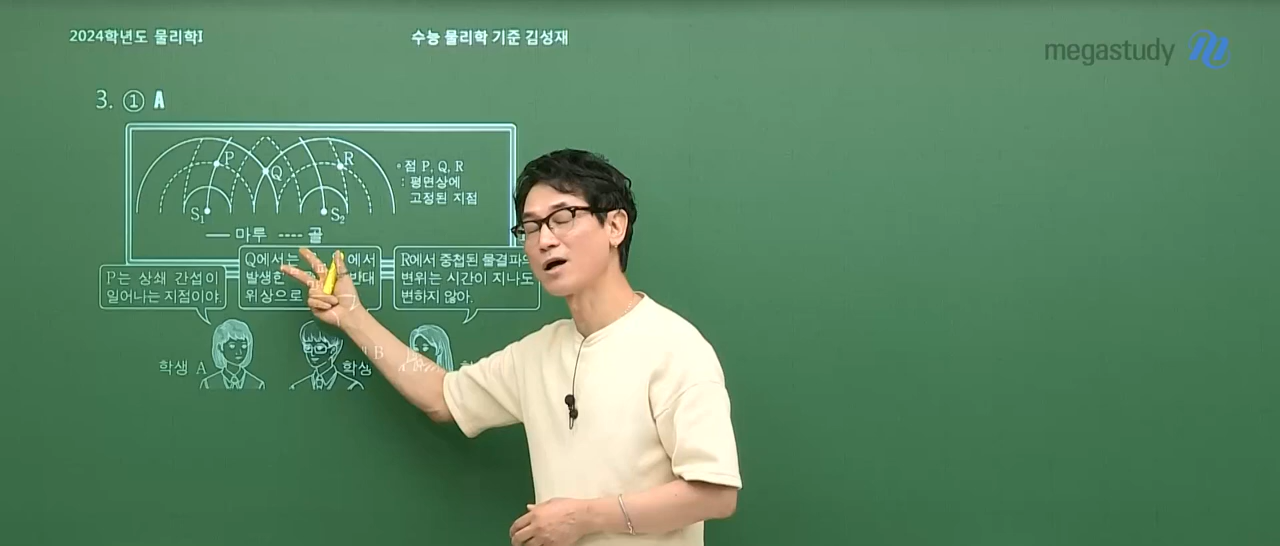 2024학년도 물리학I
수능 물리학 기준 김성재
megastudy
3. ① A
P
Q
R
S₁
S₂
• 점 P, Q, R
: 평면상에
고정된 지점
마루
골
P는 상쇄 간섭이
일어나는 지점이야.
Q에서는 에서
발생한 반대
위상으로
R에서 중첩된 물결파의
변위는 시간이 지나도
변하지 않아.
학생 A
학생 B